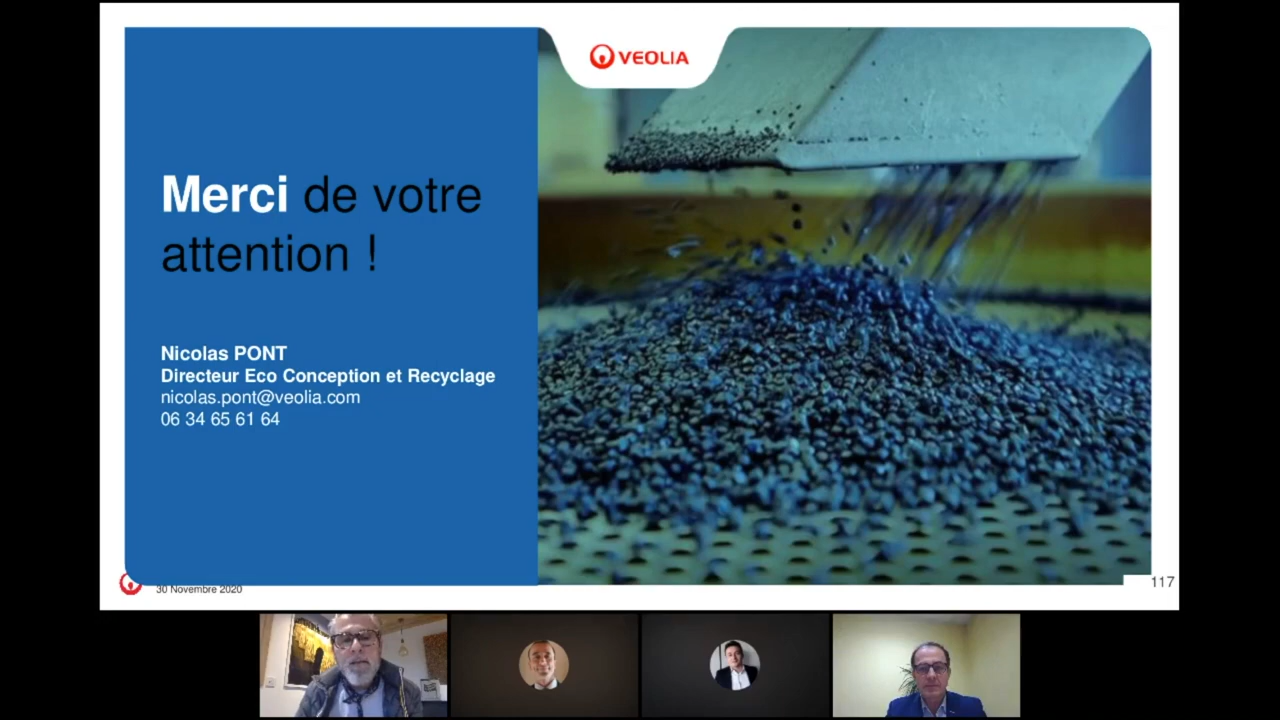 VEOLIA
Merci de votre
attention !
Nicolas PONT
Directeur Eco Conception et Recyclage
nicolas.pont@veolia.com
06 34 65 61 64
30 Novembre 2020
117